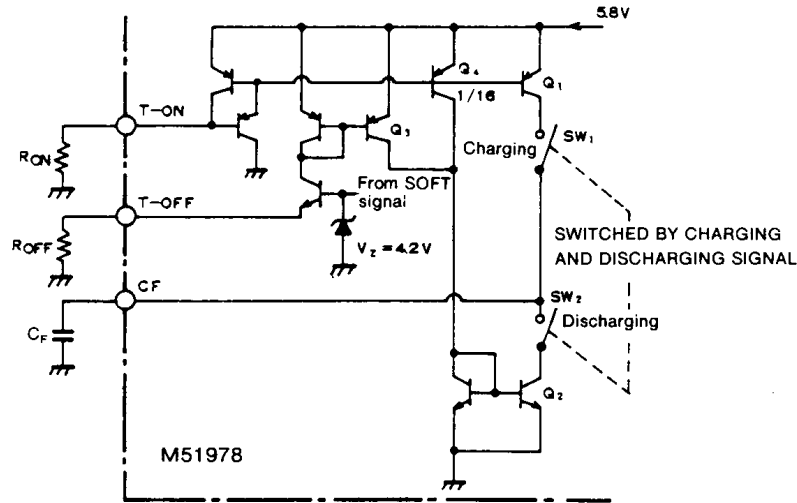 5.8V
Q₄
1/16
Q₁
T-ON
Q₃
SW₁
Charging
RON
From SOFT
signal
T-OFF
VZ = 4.2V
SWITCHED BY CHARGING
AND DISCHARGING SIGNAL
ROFF
CF
SW₂
Discharging
CF
Q₂
M51978